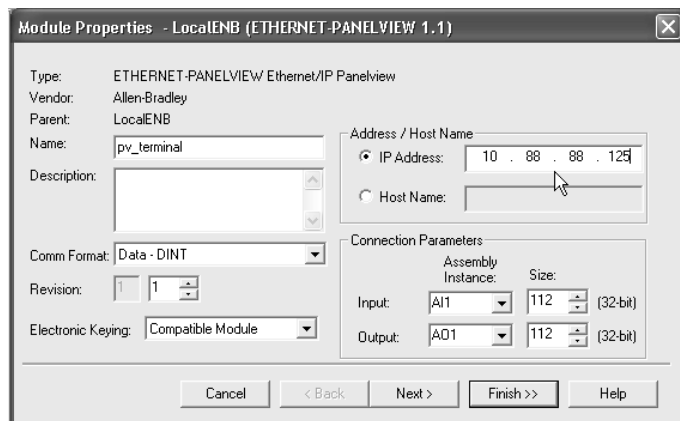 Module Properties - LocalENB (ETHERNET-PANELVIEW 1.1)
Type: ETHERNET-PANELVIEW Ethernet/IP Panelview
Vendor: Allen-Bradley
Parent: LocalENB
Name: pv_terminal
Description:
Comm Format: Data - DINT
Revision: 1 1
Electronic Keying: Compatible Module
Address / Host Name
IP Address: 10 . 88 . 88 . 125
Host Name:
Connection Parameters
Assembly
Instance: Size:
Input: AI1 112 (32-bit)
Output: AO1 112 (32-bit)
Cancel < Back Next > Finish >> Help